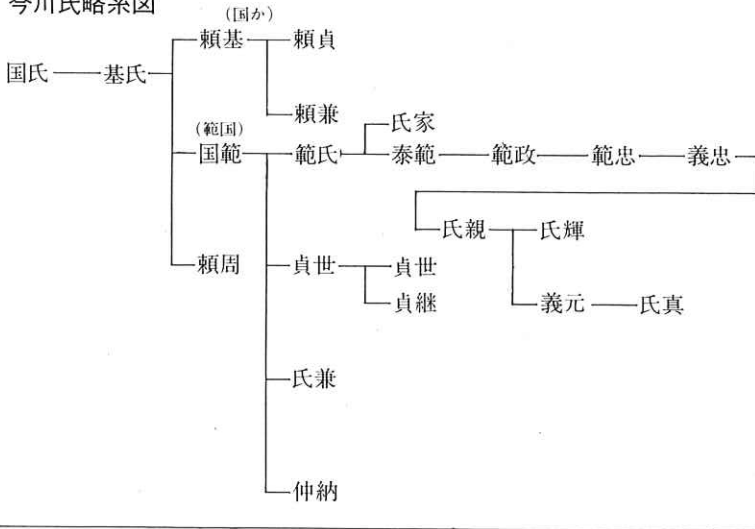 今川氏略系図
(国か)
国氏 基氏 頼基 頼貞
頼兼
(範国)
国範 範氏 氏家
泰範 範政 範忠 義忠
氏親 氏輝
義元 氏真
頼周 貞世 貞世
貞継
氏兼
仲納